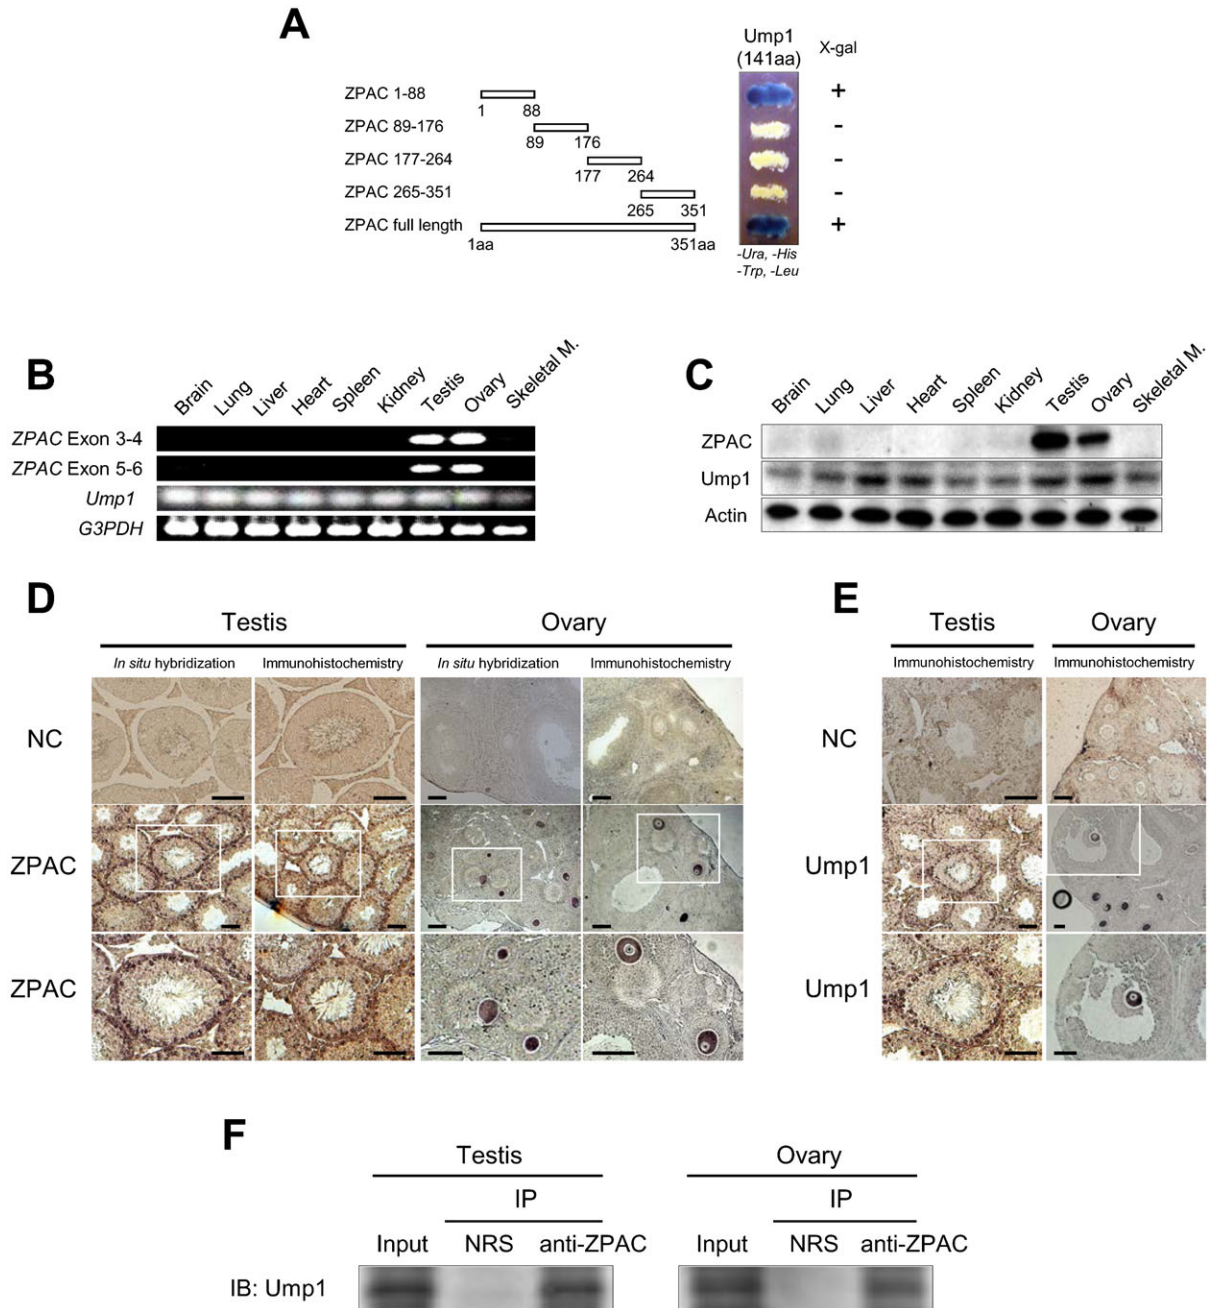 A
Ump1
(141aa)
X-gal
ZPAC 1-88
1 88
+
ZPAC 89-176
89 176
-
ZPAC 177-264
177 264
-
ZPAC 265-351
265 351
-
ZPAC full length
1aa 351aa
+
-Ura, -His
-Trp, -Leu
B
Brain Lung Liver Heart Spleen Kidney Testis Ovary Skeletal M.
ZPAC Exon 3-4
ZPAC Exon 5-6
Ump1
G3PDH
C
Brain Lung Liver Heart Spleen Kidney Testis Ovary Skeletal M.
ZPAC
Ump1
Actin
D
Testis Ovary
In situ hybridization Immunohistochemistry In situ hybridization Immunohistochemistry
NC
ZPAC
ZPAC
E
Testis Ovary
Immunohistochemistry Immunohistochemistry
NC
Ump1
Ump1
F
Testis Ovary
IP IP
Input NRS anti-ZPAC Input NRS anti-ZPAC
IB: Ump1